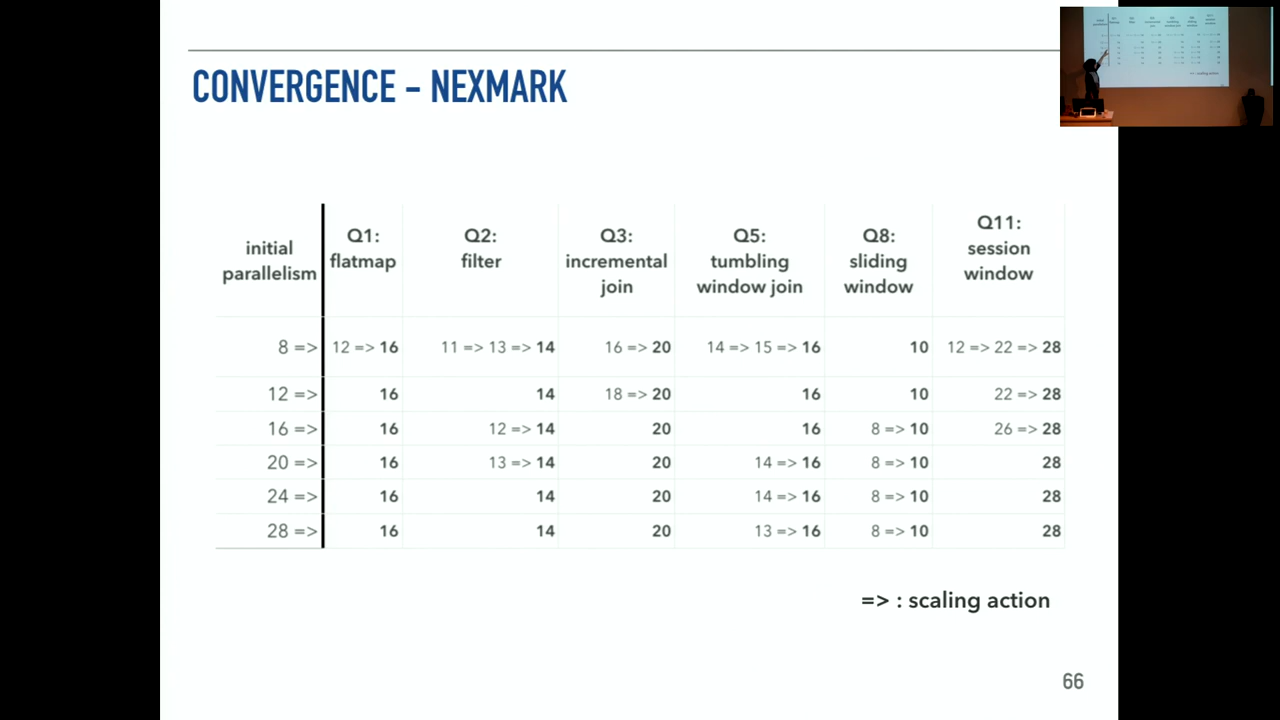 CONVERGENCE - NEXMARK
initial parallelism Q1: flatmap Q2: filter Q3: incremental join Q5: tumbling window join Q8: sliding window Q11: session window
8 => 12 => 16 11 => 13 => 14 16 => 20 14 => 15 => 16 10 12 => 22 => 28
12 => 16 14 18 => 20 16 10 22 => 28
16 => 16 12 => 14 20 16 8 => 10 26 => 28
20 => 16 13 => 14 20 14 => 16 8 => 10 28
24 => 16 14 20 14 => 16 8 => 10 28
28 => 16 14 20 13 => 16 8 => 10 28
=> : scaling action
66